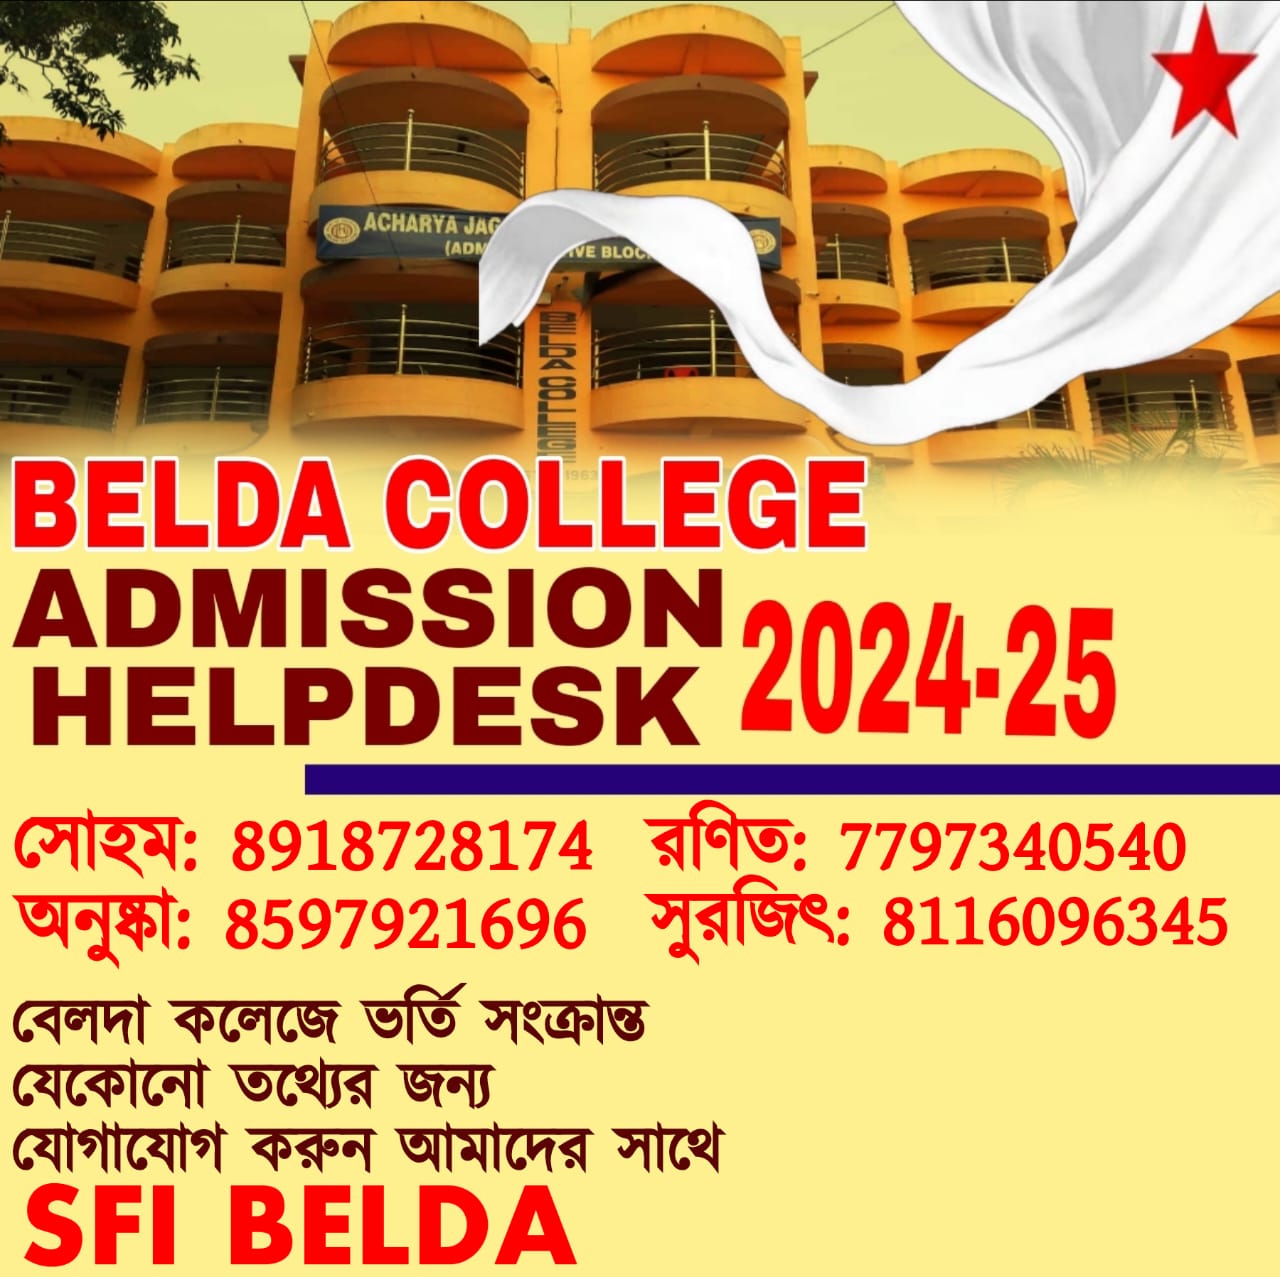 ACHARYA JAG
(ADM IVE BLOC
BELDA COLLEGE
1963
BELDA COLLEGE
ADMISSION
HELPDESK
2024-25
সোহম: 8918728174 রণিত: 7797340540
অনুষ্কা: 8597921696 সুরজিৎ: 8116096345
বেলদা কলেজে ভর্তি সংক্রান্ত
যেকোনো তথ্যের জন্য
যোগাযোগ করুন আমাদের সাথে
SFI BELDA